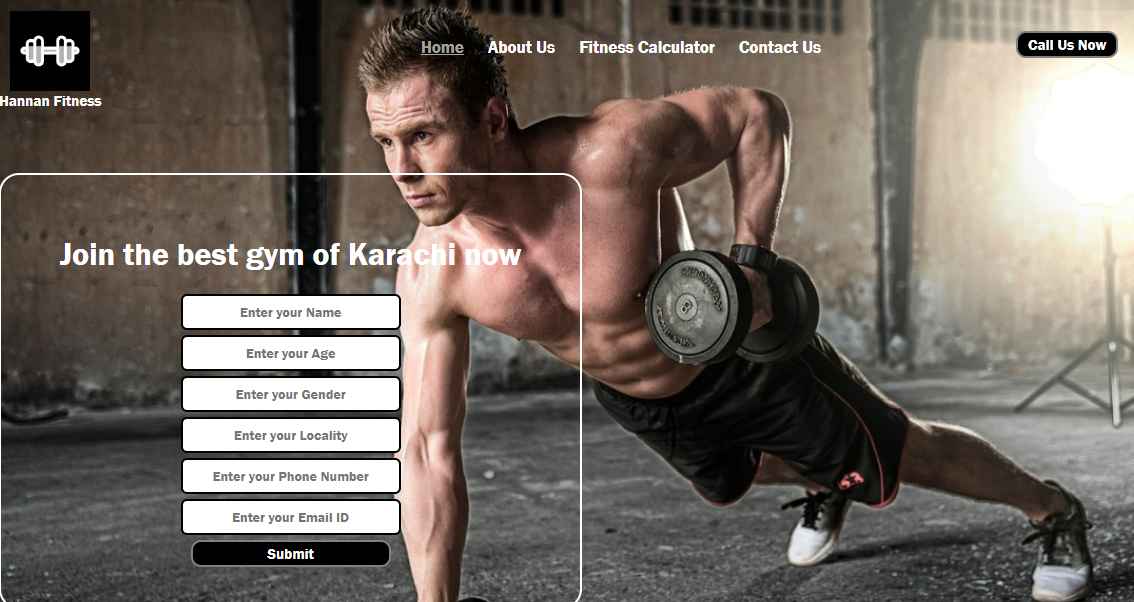 Home About Us Fitness Calculator Contact Us
Call Us Now
Hannan Fitness
Join the best gym of Karachi now
Enter your Name
Enter your Age
Enter your Gender
Enter your Locality
Enter your Phone Number
Enter your Email ID
Submit